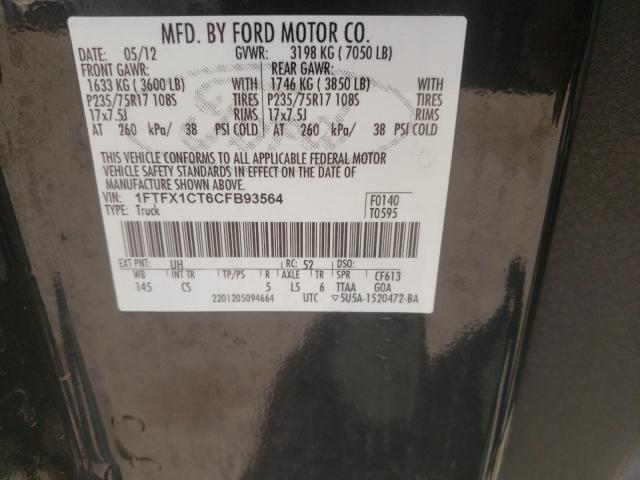 MFD. BY FORD MOTOR CO.
DATE: 05/12 GVWR: 3198 KG ( 7050 LB)
FRONT GAWR: REAR GAWR:
1633 KG ( 3600 LB) WITH 1746 KG ( 3850 LB) WITH
P235/75R17 108S TIRES P235/75R17 108S TIRES
17x7.5J RIMS 17x7.5J RIMS
AT 260 kPa/ 38 PSI COLD AT 260 kPa/ 38 PSI COLD
THIS VEHICLE CONFORMS TO ALL APPLICABLE FEDERAL MOTOR
VEHICLE SAFETY STANDARDS IN EFFECT ON THE DATE OF
MANUFACTURE SHOWN ABOVE.
VIN: 1FTFX1CT6CFB93564 F0140
TYPE: Truck T0595
EXT PNT: UH RC: 52 DSO:
WB INT TR TP/PS R AXLE TR SPR CF613
145 CS 5 L5 6 TTAA GOA
2201205094664 UTC ▽5U5A-1520472-BA